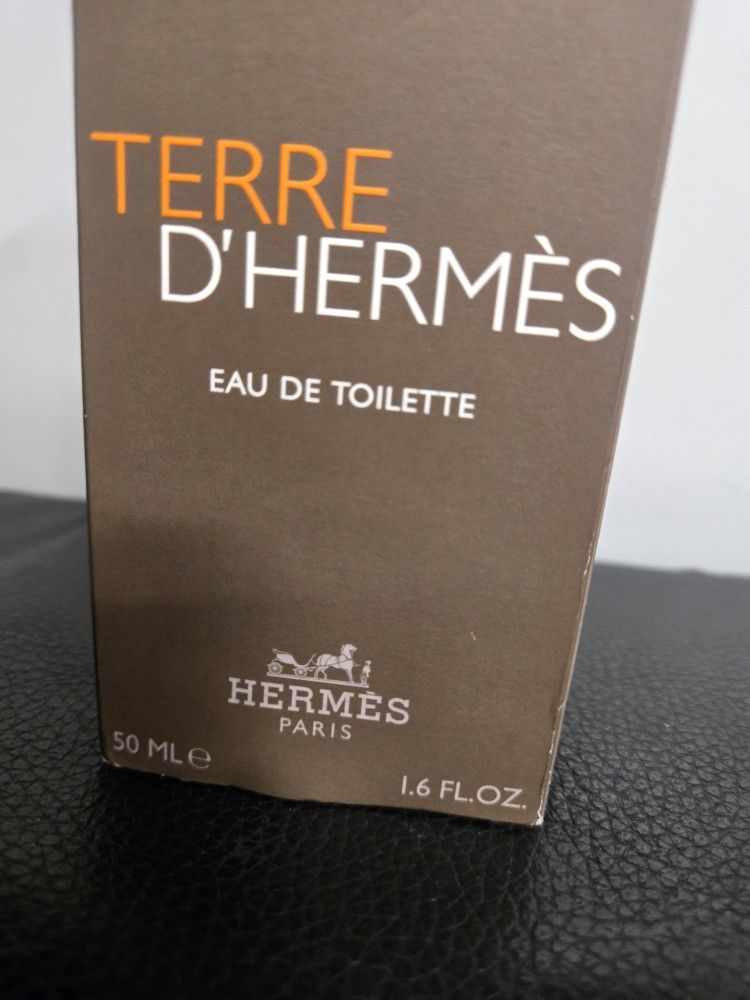 TERRE
D'HERMÈS
EAU DE TOILETTE
HERMÈS
PARIS
50 ML ℮
1.6 FL.OZ.